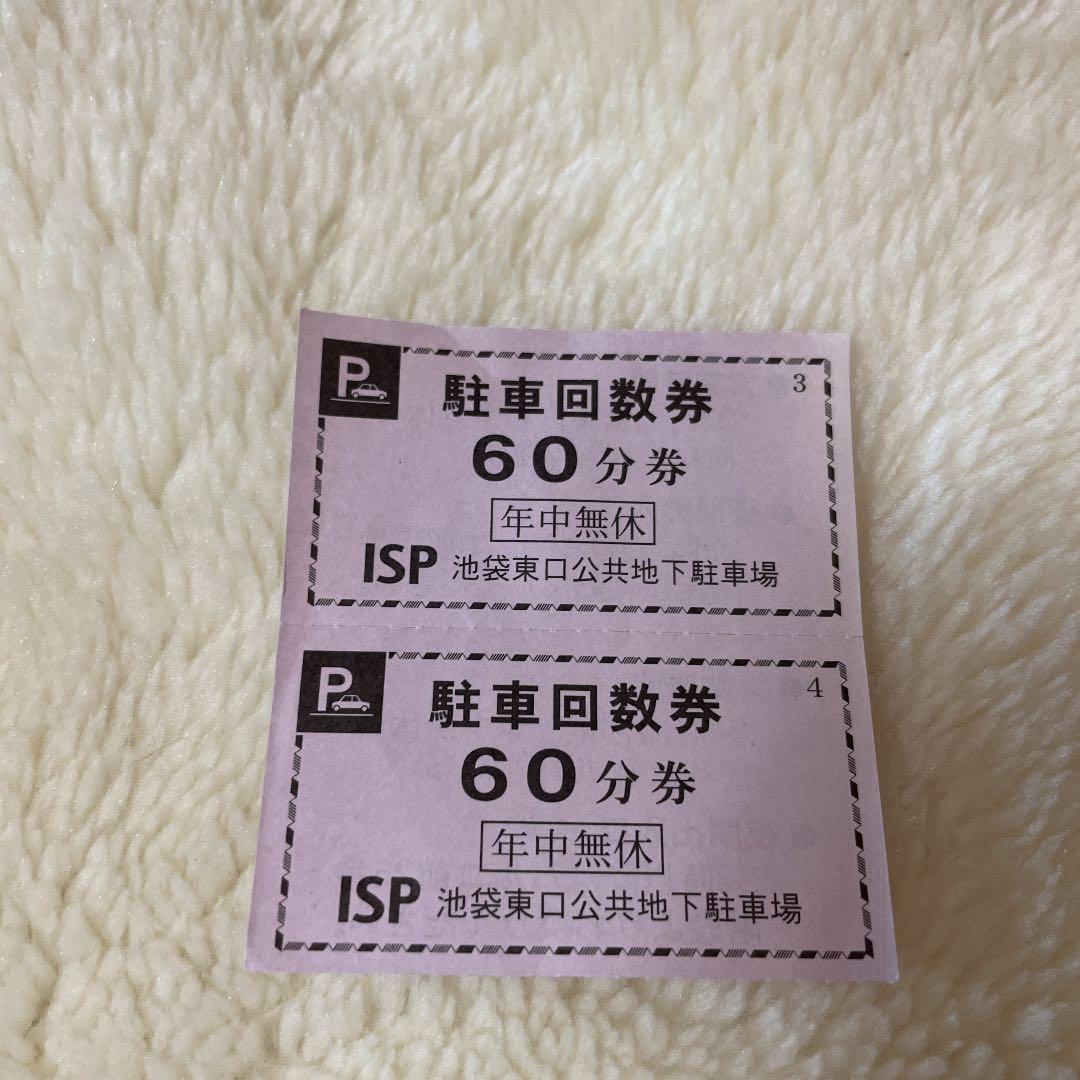 P
3
駐車回数券
60分券
年中無休
ISP 池袋東口公共地下駐車場
P
4
駐車回数券
60分券
年中無休
ISP 池袋東口公共地下駐車場